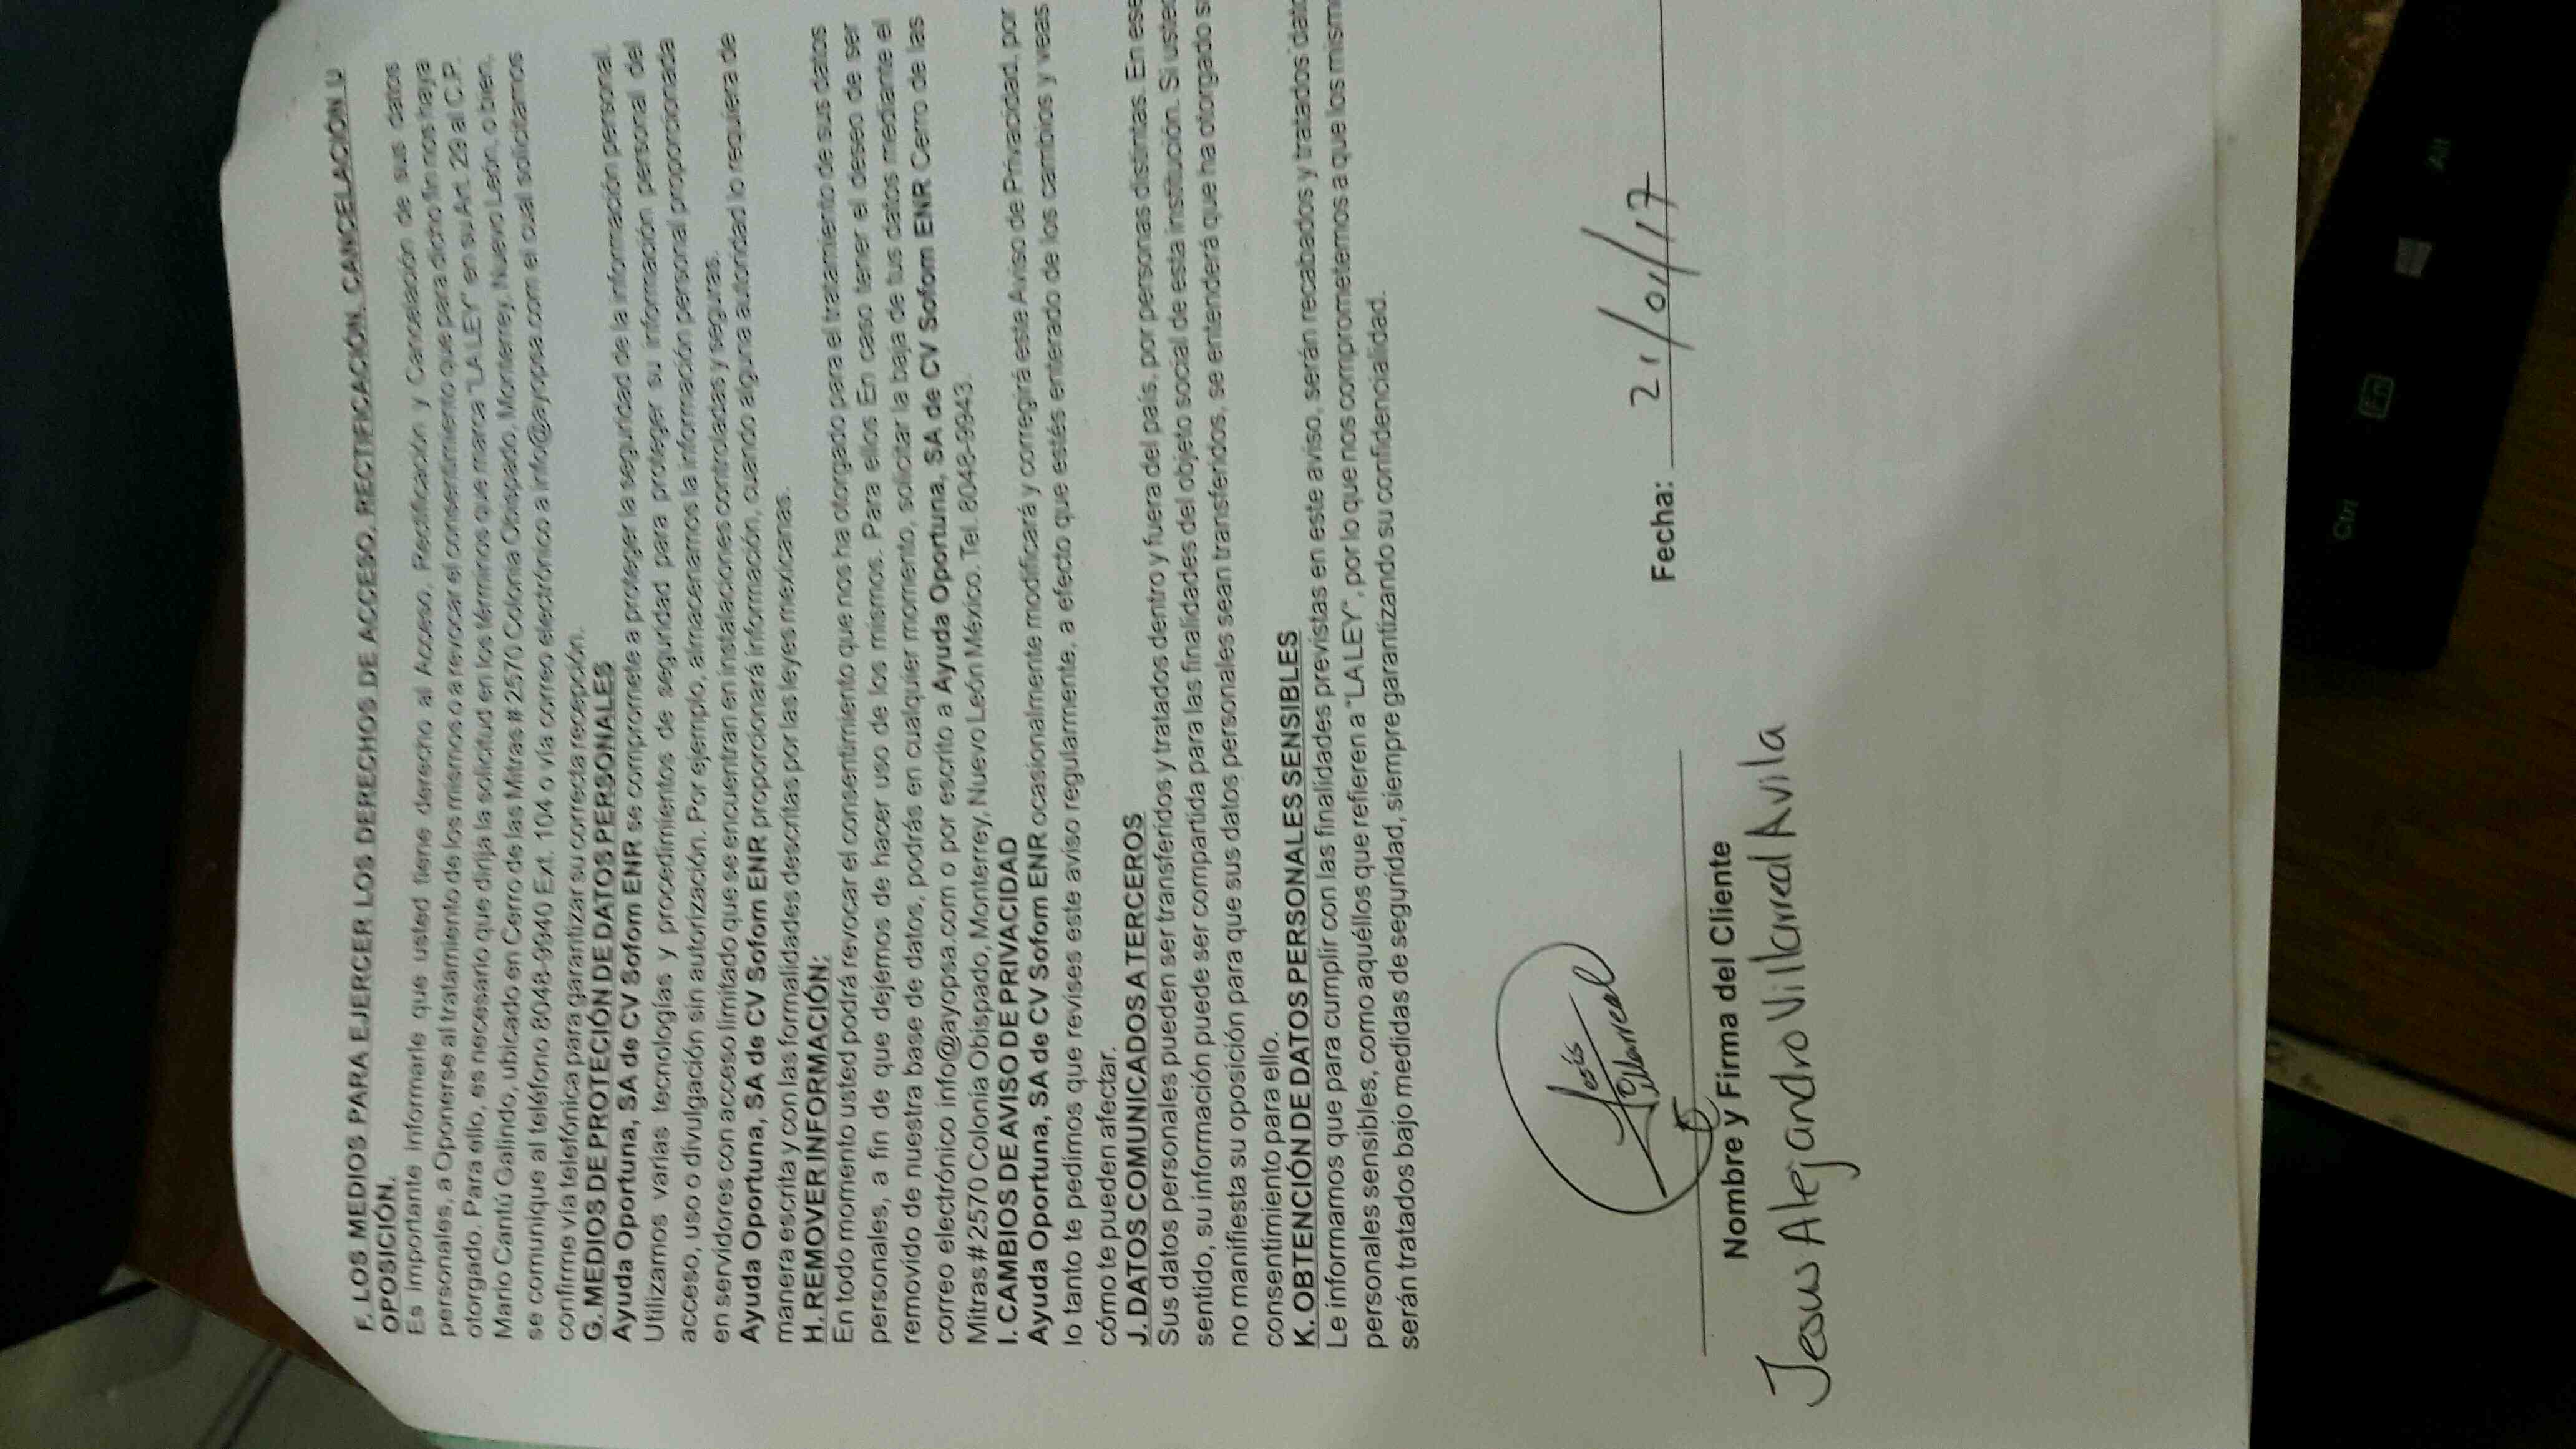 F. LOS MEDIOS PARA EJERCER LOS DERECHOS DE ACCESO, RECTIFICACIÓN, CANCELACIÓN U
OPOSICIÓN.
Es importante informarle que usted tiene derecho al Acceso, Rectificación y Cancelación de sus datos
personales, a Oponerse al tratamiento de los mismos o a revocar el consentimiento que para dicho fin nos haya
otorgado. Para ello, es necesario que dirija la solicitud en los términos que marca "LA LEY" en su Art. 29 al C.P.
Mario Cantú Galindo, ubicado en Cerro de las Mitras # 2570 Colonia Obispado, Monterrey, Nuevo León, o bien,
se comunique al teléfono 8048-9940 Ext. 104 o vía correo electrónico a info@ayopsa.com el cual solicitamos
confirme vía telefónica para garantizar su correcta recepción.
G. MEDIOS DE PROTECIÓN DE DATOS PERSONALES
Ayuda Oportuna, SA de CV Sofom ENR se compromete a proteger la seguridad de la información personal.
Utilizamos varias tecnologías y procedimientos de seguridad para proteger su información personal del
acceso, uso o divulgación sin autorización. Por ejemplo, almacenamos la información personal proporcionada
en servidores con acceso limitado que se encuentran en instalaciones controladas y seguras.
Ayuda Oportuna, SA de CV Sofom ENR proporcionará información, cuando alguna autoridad lo requiera de
manera escrita y con las formalidades descritas por las leyes mexicanas.
H. REMOVER INFORMACIÓN:
En todo momento usted podrá revocar el consentimiento que nos ha otorgado para el tratamiento de sus datos
personales, a fin de que dejemos de hacer uso de los mismos. Para ellos En caso tener el deseo de ser
removido de nuestra base de datos, podrás en cualquier momento, solicitar la baja de tus datos mediante el
correo electrónico info@ayopsa.com o por escrito a Ayuda Oportuna, SA de CV Sofom ENR Cerro de las
Mitras # 2570 Colonia Obispado, Monterrey, Nuevo León México. Tel. 8048-9943.
I. CAMBIOS DE AVISO DE PRIVACIDAD
Ayuda Oportuna, SA de CV Sofom ENR ocasionalmente modificará y corregirá este Aviso de Privacidad, por
lo tanto te pedimos que revises este aviso regularmente, a efecto que estés enterado de los cambios y veas
cómo te pueden afectar.
J. DATOS COMUNICADOS A TERCEROS
Sus datos personales pueden ser transferidos y tratados dentro y fuera del país, por personas distintas. En ese
sentido, su información puede ser compartida para las finalidades del objeto social de esta institución. Si usted
no manifiesta su oposición para que sus datos personales sean transferidos, se entenderá que ha otorgado s
consentimiento para ello.
K. OBTENCIÓN DE DATOS PERSONALES SENSIBLES
Le informamos que para cumplir con las finalidades previstas en este aviso, serán recabados y tratados dato
personales sensibles, como aquéllos que refieren a "LA LEY", por lo que nos comprometemos a que los mism
serán tratados bajo medidas de seguridad, siempre garantizando su confidencialidad.
Jesús
Villarreal
Fecha: 21/01/17
Nombre y Firma del Cliente
Jesus Alejandro Villarreal Avila
Ctrl
Fn
Alt